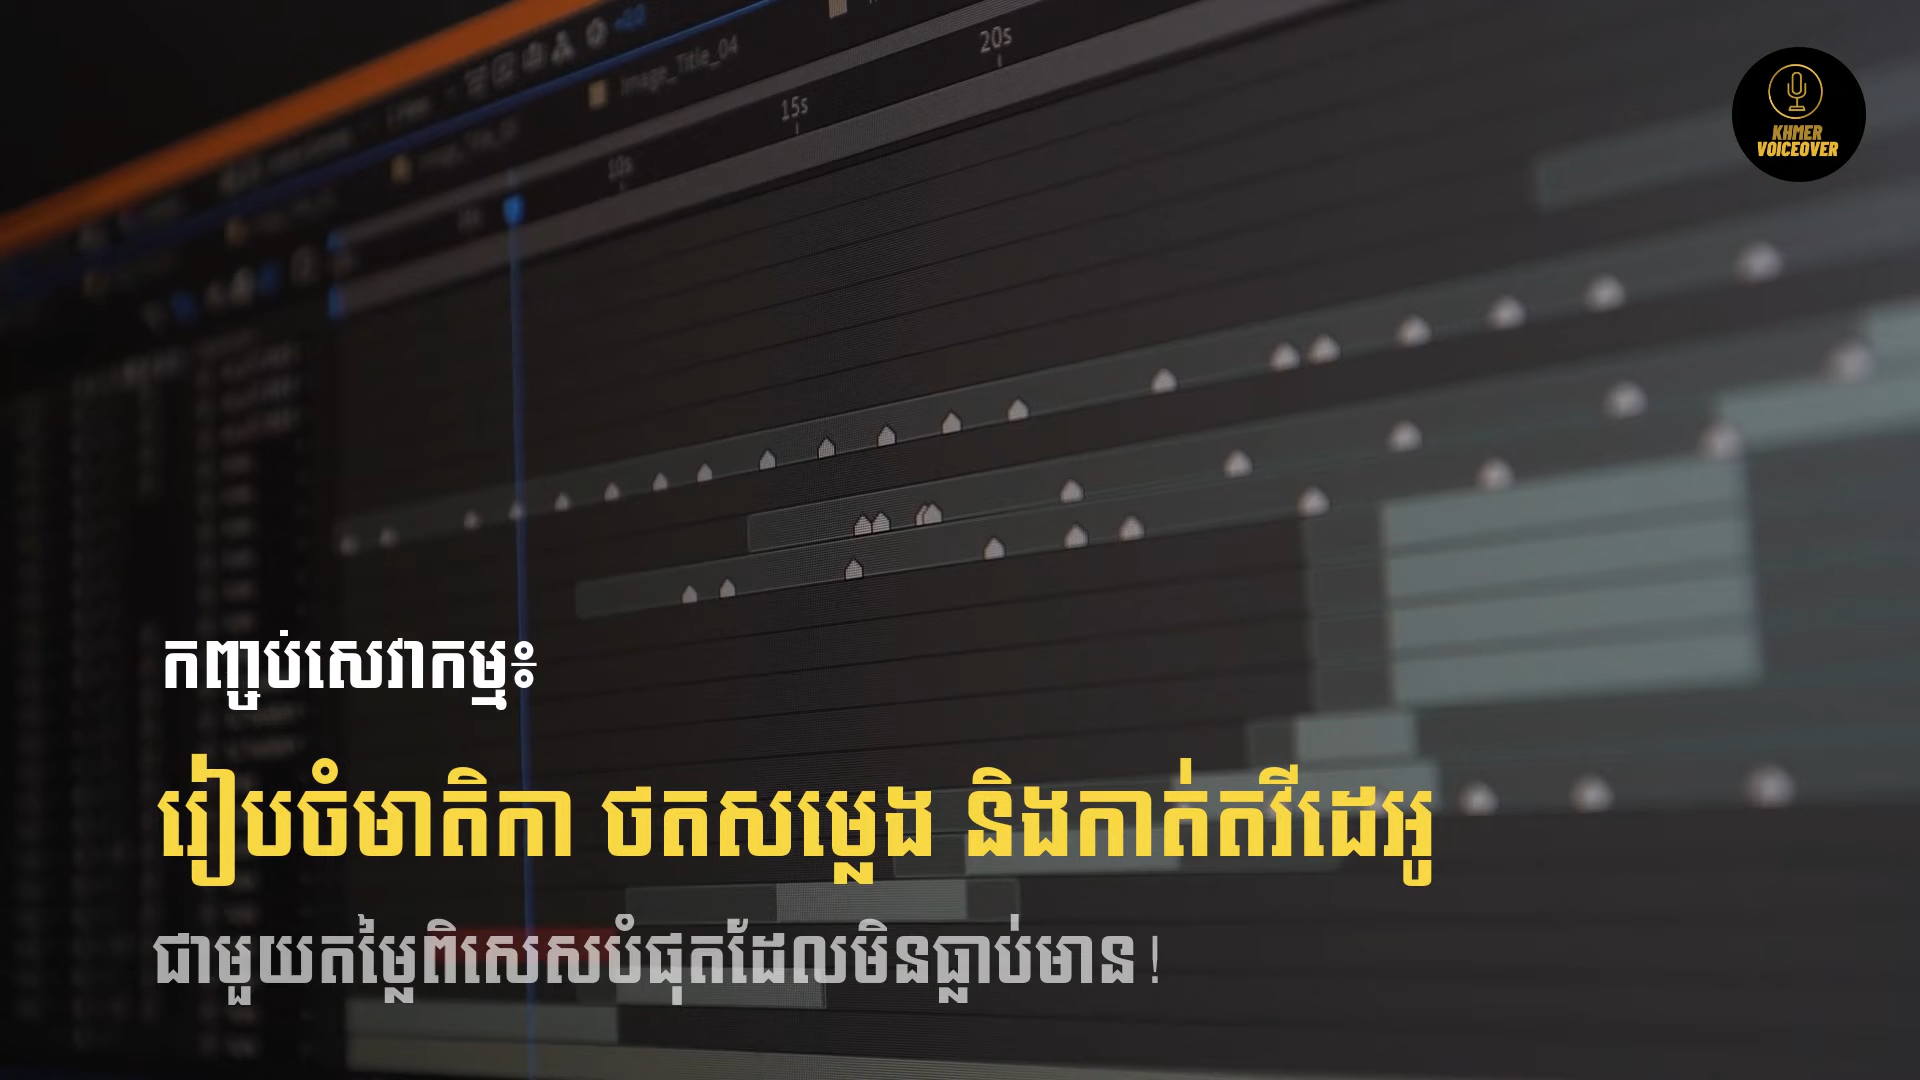 Image_Title_04
20s
15s
10s
KHMER
VOICEOVER
កញ្ចប់សេវាកម្ម៖
រៀបចំមាតិកា ថតសម្លេង និងកាត់តវីដេអូ
ជាមួយតម្លៃពិសេសបំផុតដែលមិនធ្លាប់មាន!